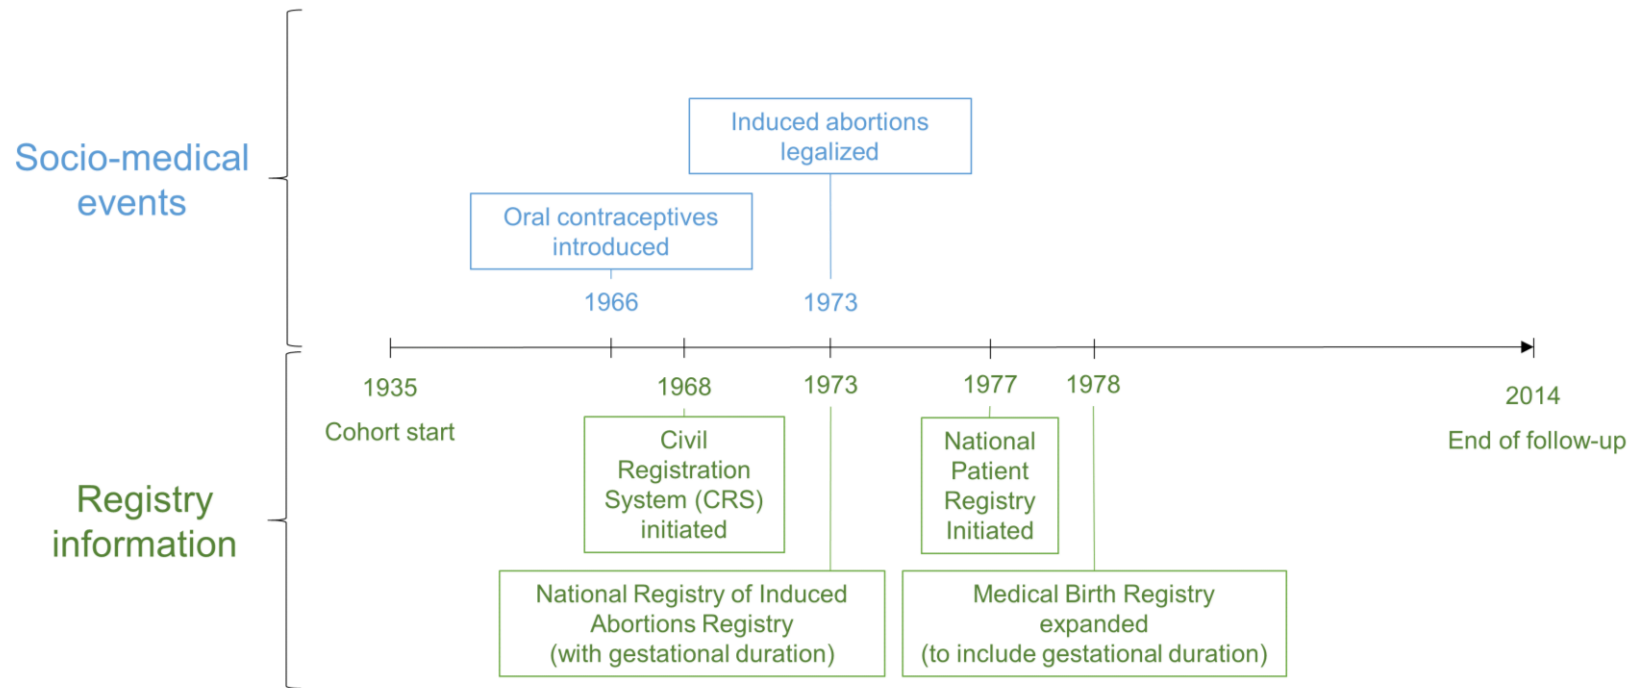 Socio-medical
events
Induced abortions
legalized
Oral contraceptives
introduced
1966
1973
1935
Cohort start
1968
1973
1977
1978
2014
End of follow-up
Registry
information
Civil
Registration
System (CRS)
initiated
National
Patient
Registry
Initiated
National Registry of Induced
Abortions Registry
(with gestational duration)
Medical Birth Registry
expanded
(to include gestational duration)